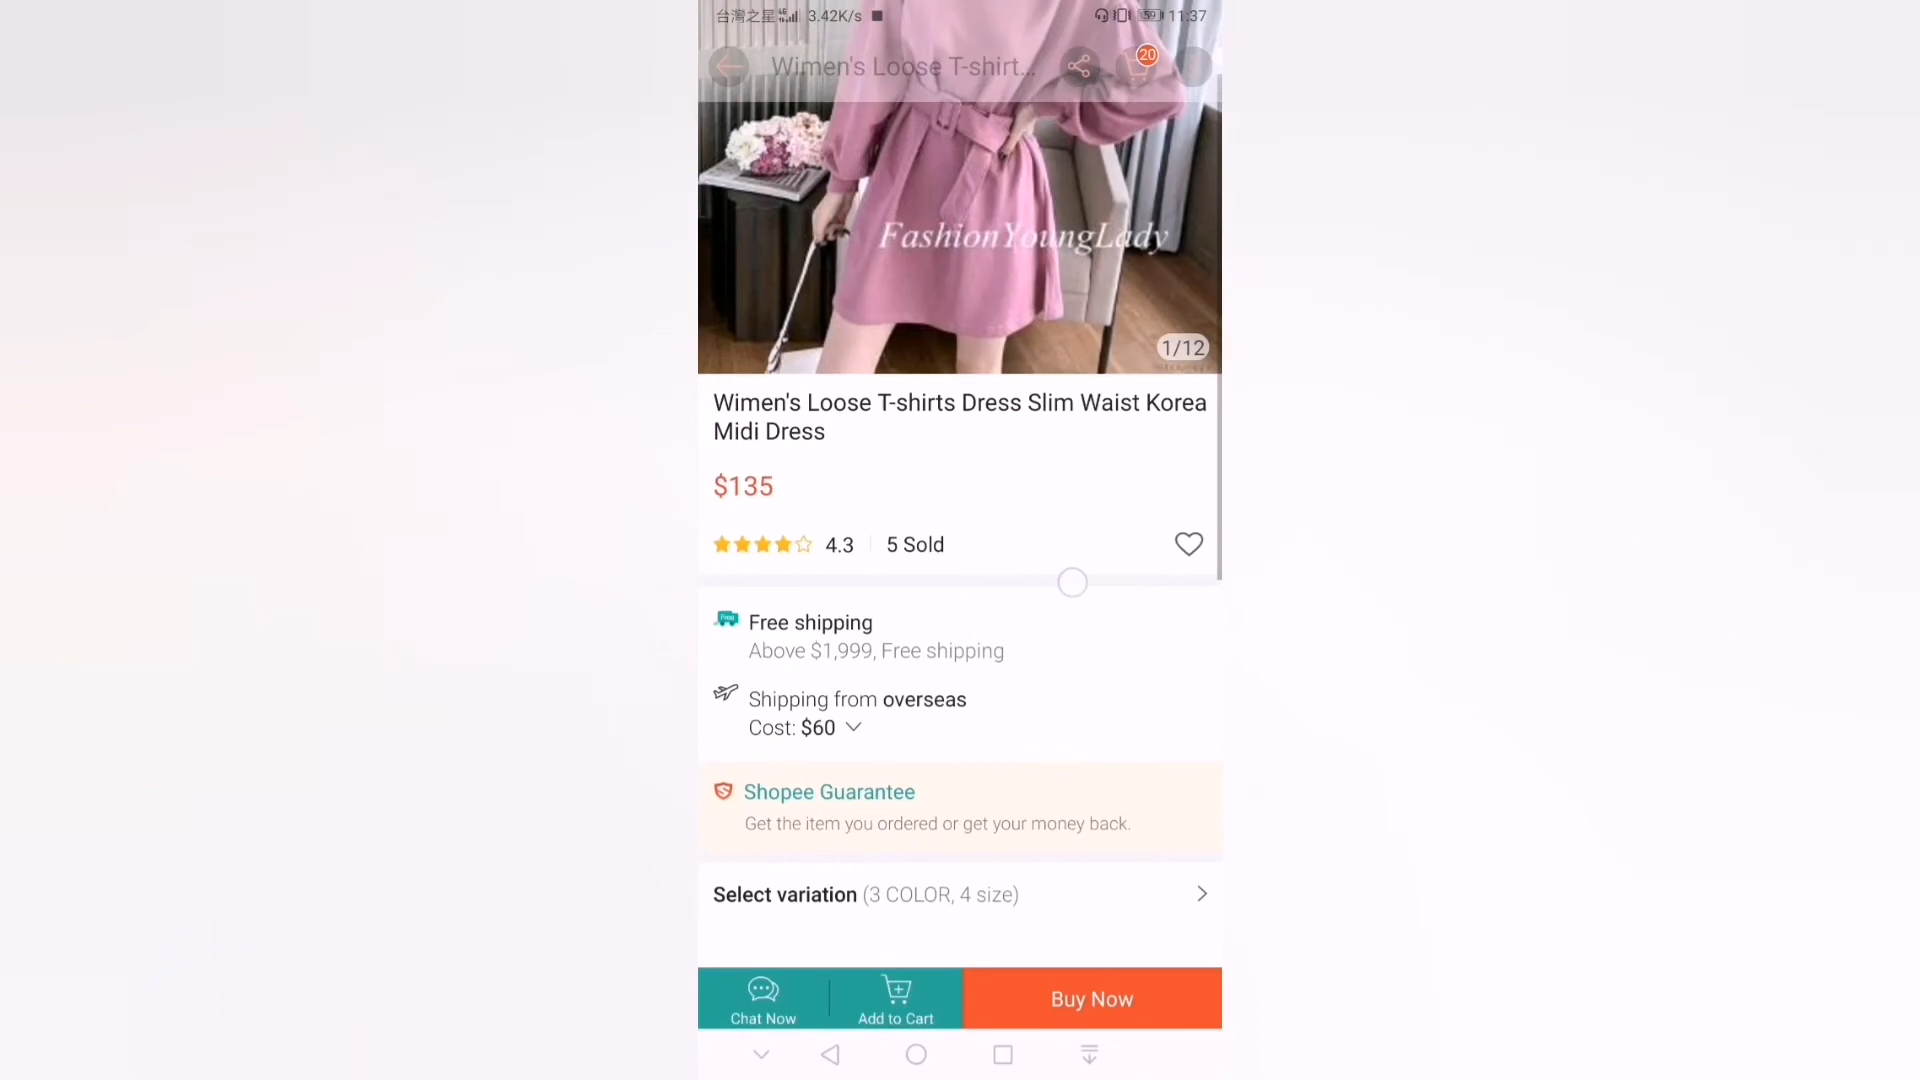 台灣之星 3.42K/s 59 11:37
Wimen's Loose T-shirt... 20
FashionYoungLady
1/12
Wimen's Loose T-shirts Dress Slim Waist Korea
Midi Dress
$135
4.3 5 Sold
Free Free shipping
Above $1,999, Free shipping
Shipping from overseas
Cost: $60
Shopee Guarantee
Get the item you ordered or get your money back.
Select variation (3 COLOR, 4 size)
Chat Now Add to Cart Buy Now